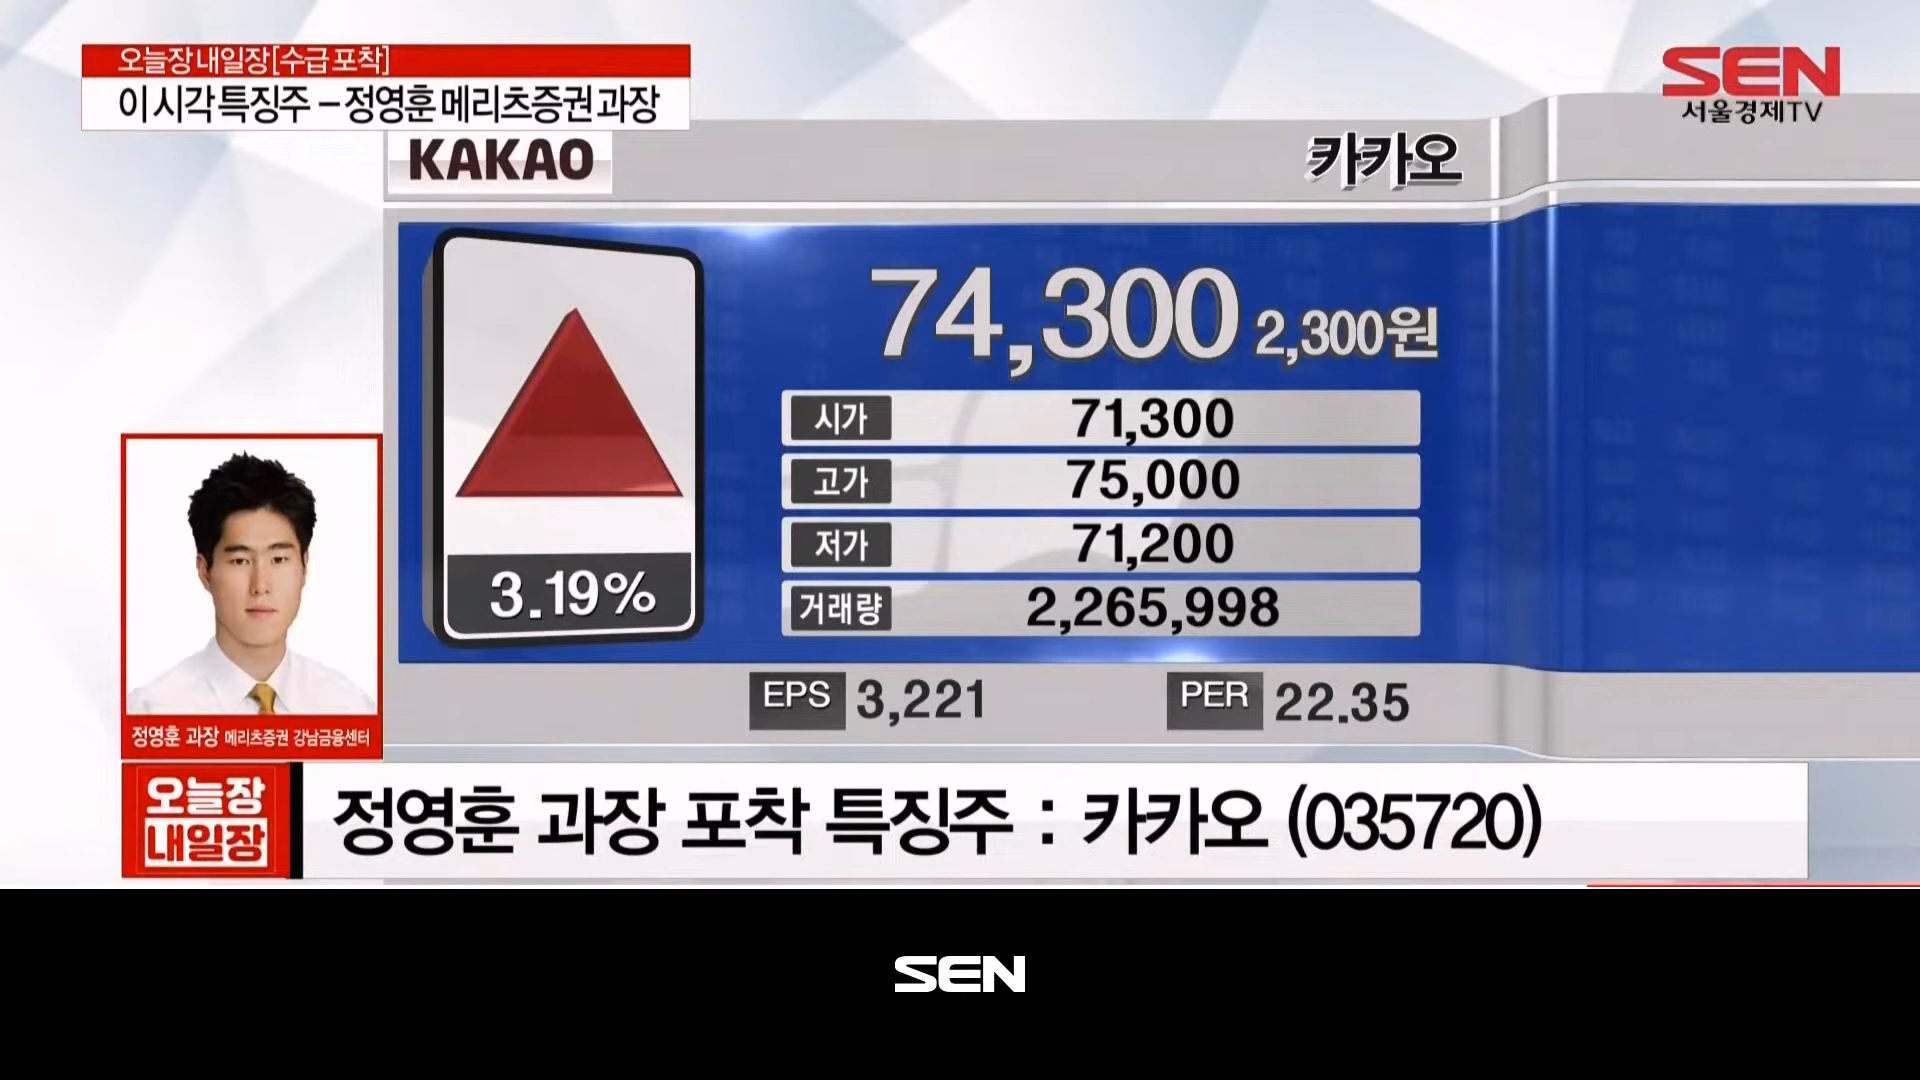 오늘장 내일장[수급 포착]
이 시각 특징주 – 정영훈 메리츠증권 과장
SEN
서울경제TV
KAKAO
카카오
74,300 2,300원
3.19%
시가 71,300
고가 75,000
저가 71,200
거래량 2,265,998
EPS 3,221 PER 22.35
정영훈 과장 메리츠증권 강남금융센터
오늘장
내일장
정영훈 과장 포착 특징주 : 카카오 (035720)
SEN